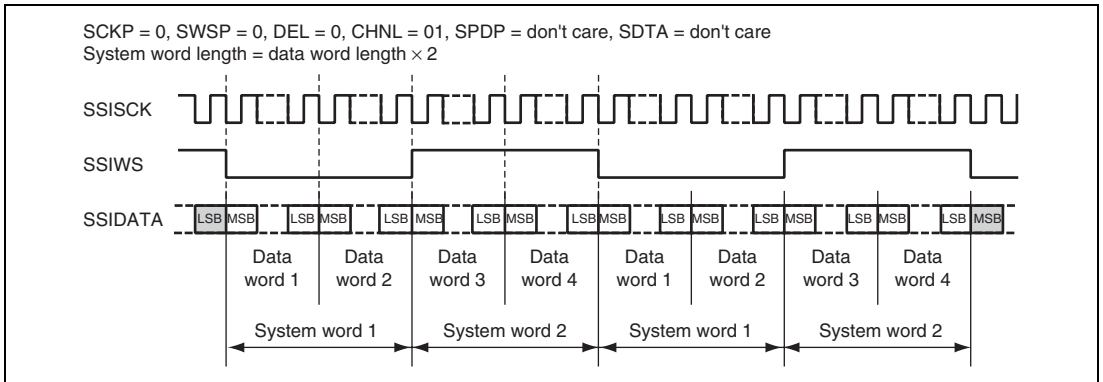 SCKP = 0, SWSP = 0, DEL = 0, CHNL = 01, SPDP = don't care, SDTA = don't care
System word length = data word length × 2
SSISCK
SSIWS
SSIDATA
LSB MSB LSB MSB LSB MSB LSB MSB LSB MSB LSB MSB LSB MSB LSB MSB LSB MSB
Data word 1
Data word 2
Data word 3
Data word 4
Data word 1
Data word 2
Data word 3
Data word 4
System word 1
System word 2
System word 1
System word 2